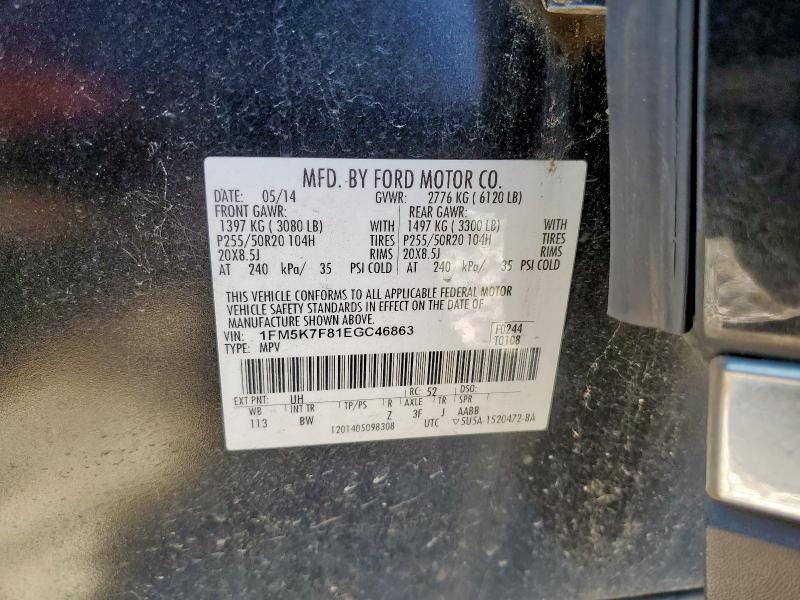 MFD. BY FORD MOTOR CO.
DATE: 05/14 GVWR: 2776 KG ( 6120 LB)
FRONT GAWR: REAR GAWR:
1397 KG ( 3080 LB) WITH 1497 KG ( 3300 LB) WITH
P255/50R20 104H TIRES P255/50R20 104H TIRES
20X8.5J RIMS 20X8.5J RIMS
AT 240 kPa/ 35 PSI COLD AT 240 kPa/ 35 PSI COLD
THIS VEHICLE CONFORMS TO ALL APPLICABLE FEDERAL MOTOR
VEHICLE SAFETY STANDARDS IN EFFECT ON THE DATE OF
MANUFACTURE SHOWN ABOVE.
VIN: 1FM5K7F81EGC46863 F0244
TYPE: MPV T0108
EXT PNT: UH RC: 52 DSO:
WB INT TR TP/PS R AXLE TR SPR
113 BW Z 3F J AABB
1201405098308 UTC ▽5U5A-1520472-BA